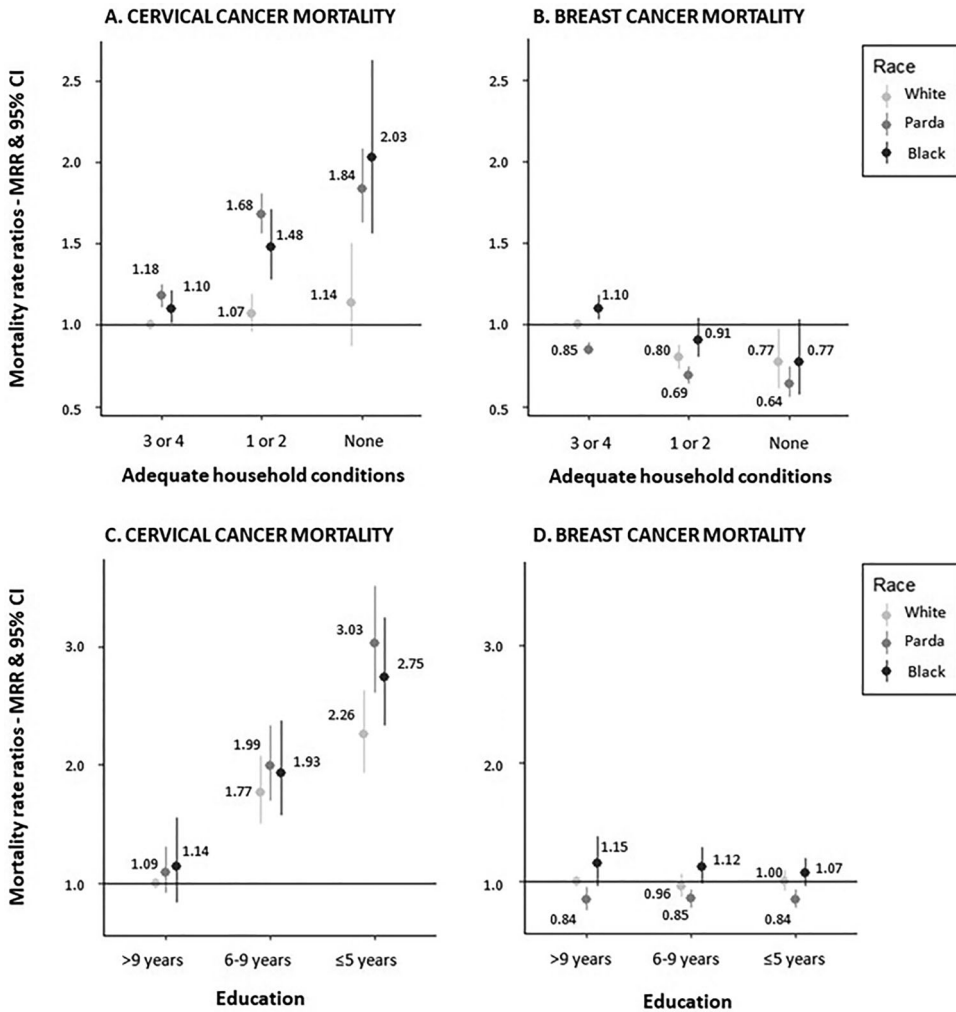 A. CERVICAL CANCER MORTALITY
Mortality rate ratios - MRR & 95% CI
2.5
2.0
1.5
1.0
0.5
1.18
1.10
1.68
1.48
1.07
1.84
2.03
1.14
3 or 4
1 or 2
None
Adequate household conditions
B. BREAST CANCER MORTALITY
2.5
2.0
1.5
1.0
0.5
1.10
0.85
0.80
0.91
0.69
0.77
0.77
0.64
3 or 4
1 or 2
None
Adequate household conditions
Race
White
Parda
Black
C. CERVICAL CANCER MORTALITY
Mortality rate ratios - MRR & 95% CI
3.0
2.0
1.0
1.09
1.14
1.99
1.93
1.77
3.03
2.75
2.26
>9 years
6-9 years
≤5 years
Education
D. BREAST CANCER MORTALITY
3.0
2.0
1.0
1.15
0.84
1.12
0.96
0.85
1.00
1.07
0.84
>9 years
6-9 years
≤5 years
Education
Race
White
Parda
Black